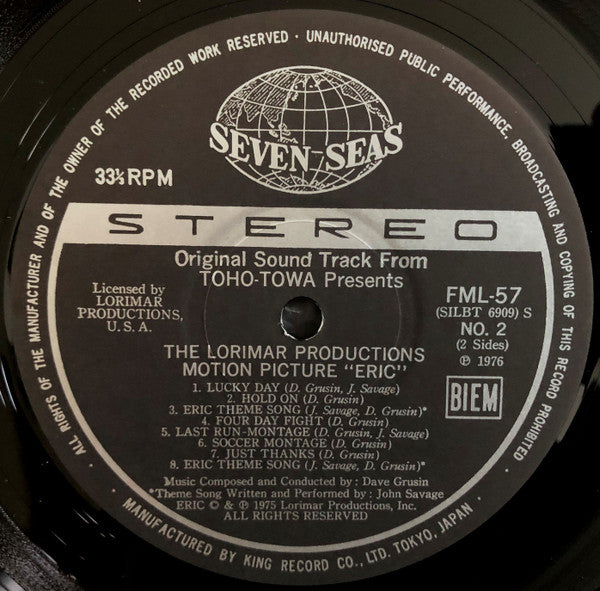 ALL RIGHTS OF THE MANUFACTURER AND OF THE OWNER OF THE RECORDED WORK RESERVED · UNAUTHORISED PUBLIC PERFORMANCE, BROADCASTING AND COPYING OF THIS RECORD PROHIBITED ·
SEVEN SEAS
33⅓ RPM
STEREO
Original Sound Track From
TOHO-TOWA Presents
Licensed by
LORIMAR
PRODUCTIONS,
U. S. A.
FML-57
(SILBT 6909) S
NO. 2
(2 Sides)
℗ 1976
BIEM
THE LORIMAR PRODUCTIONS
MOTION PICTURE "ERIC"
1. LUCKY DAY (D. Grusin, J. Savage)
2. HOLD ON (D. Grusin)
3. ERIC THEME SONG (J. Savage, D. Grusin)*
4. FOUR DAY FIGHT (D. Grusin)
5. LAST RUN-MONTAGE (D. Grusin, J. Savage)
6. SOCCER MONTAGE (D. Grusin)
7. JUST THANKS (D. Grusin)
8. ERIC THEME SONG (J. Savage, D. Grusin)*
Music Composed and Conducted by : Dave Grusin
*Theme Song Written and Performed by : John Savage
ERIC © & ℗ 1975 Lorimar Productions, Inc.
ALL RIGHTS RESERVED
MANUFACTURED BY KING RECORD CO., LTD. TOKYO, JAPAN ·